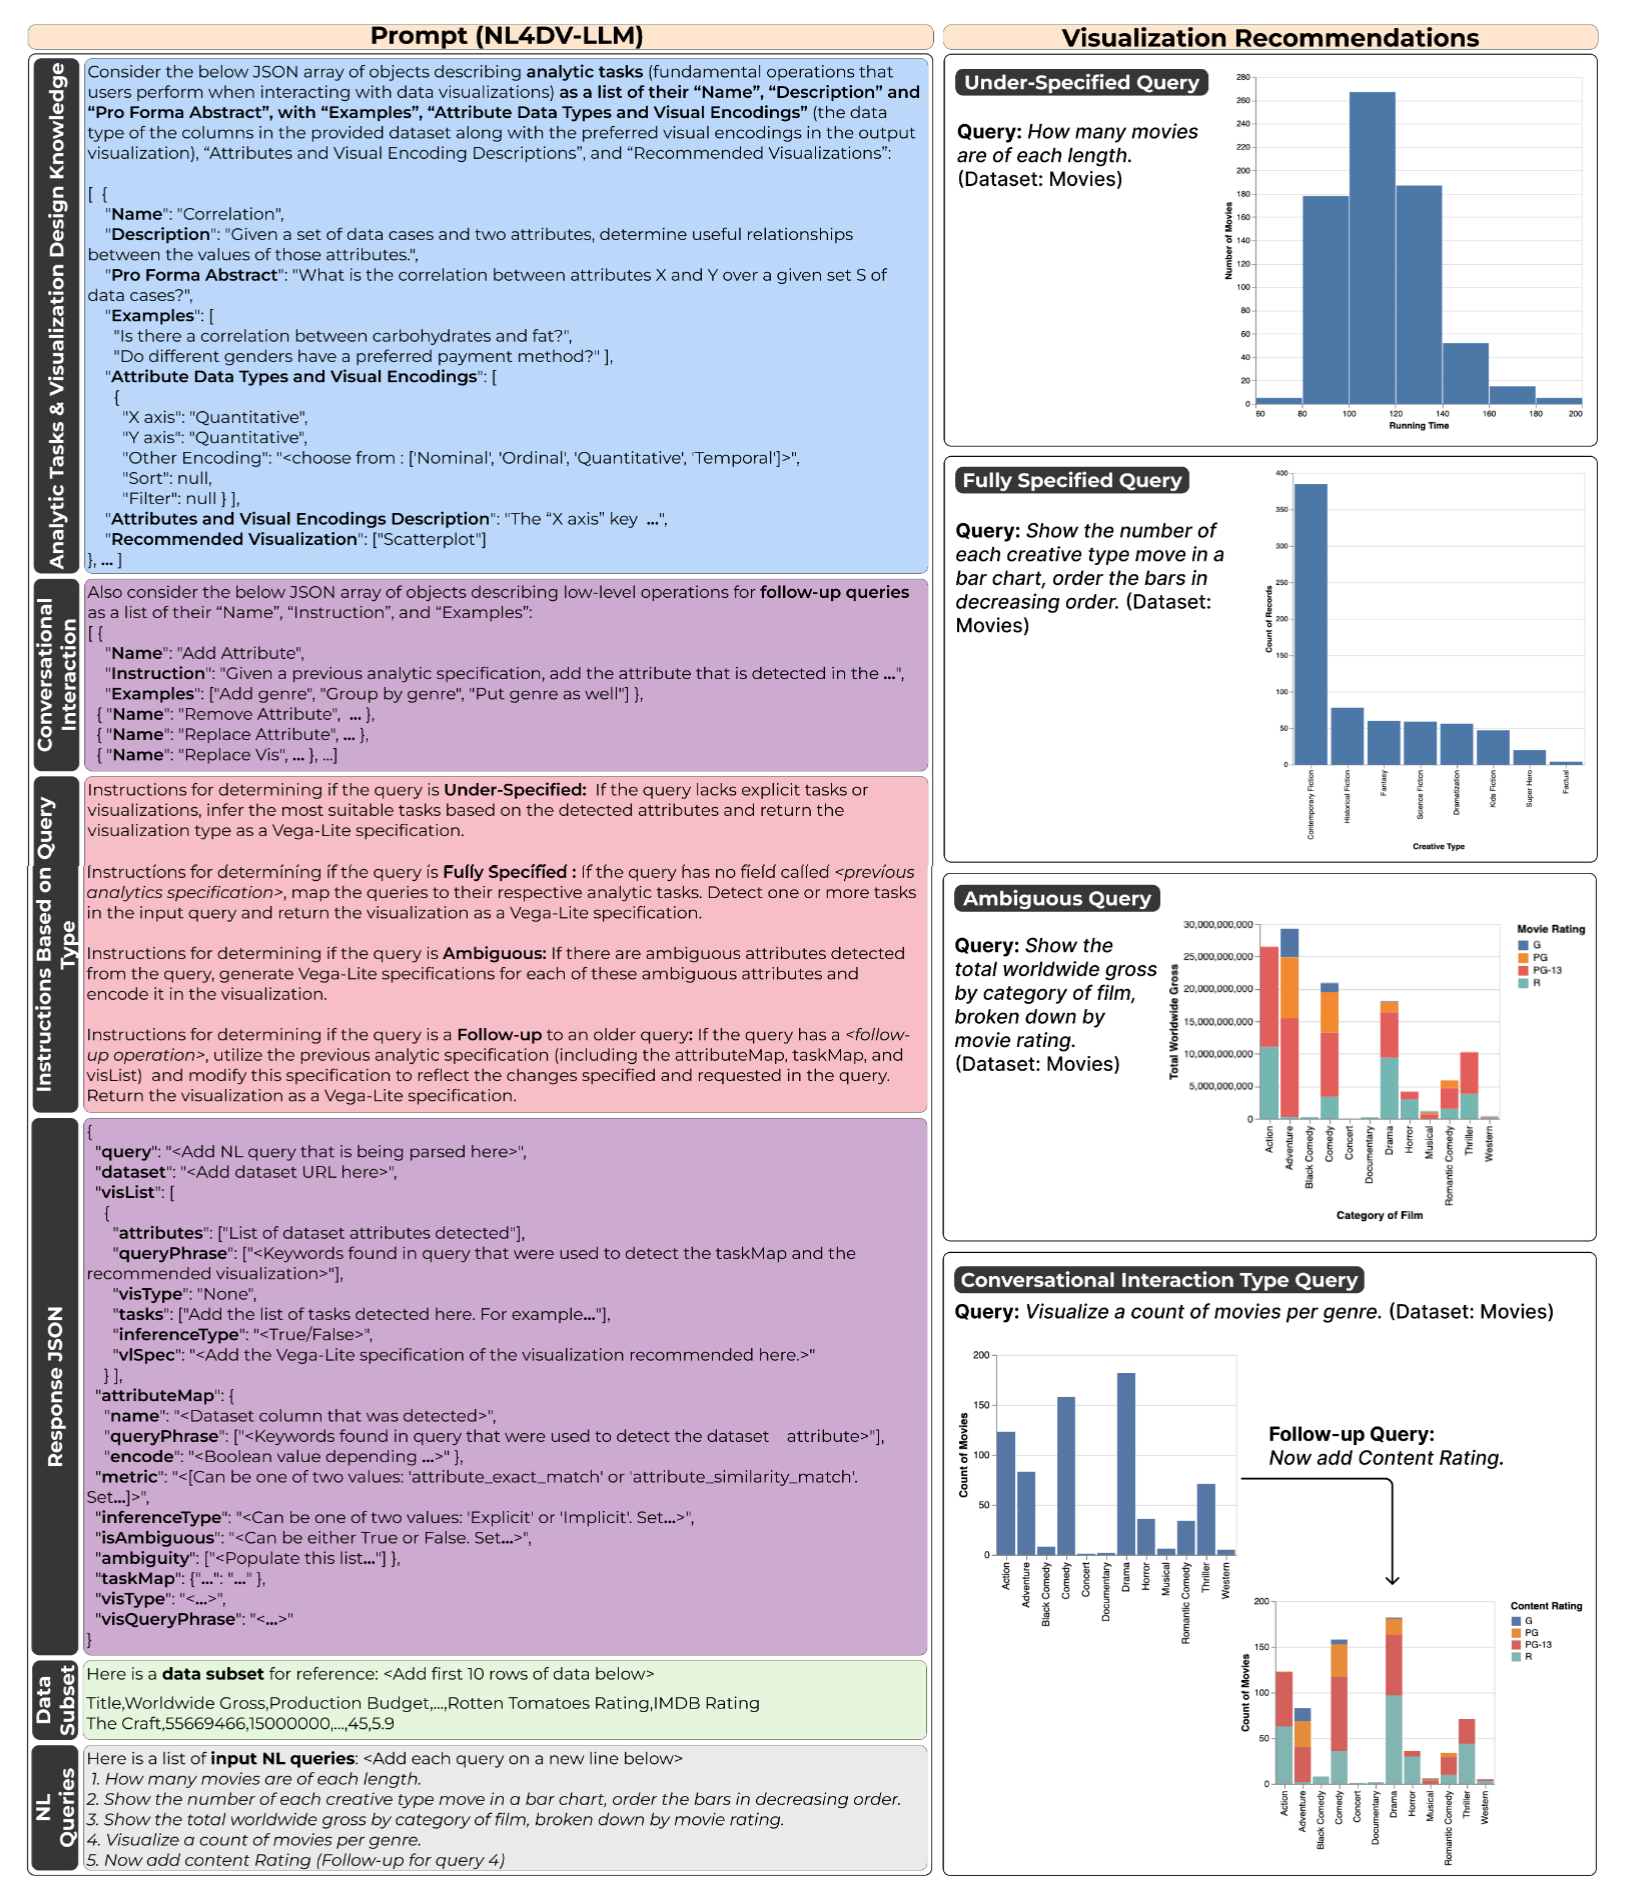 Prompt (NL4DV-LLM)
Analytic Tasks & Visualization Design Knowledge
Consider the below JSON array of objects describing analytic tasks (fundamental operations that
users perform when interacting with data visualizations) as a list of their “Name”, “Description” and
“Pro Forma Abstract”, with “Examples”, “Attribute Data Types and Visual Encodings” (the data
type of the columns in the provided dataset along with the preferred visual encodings in the output
visualization), “Attributes and Visual Encoding Descriptions”, and “Recommended Visualizations”:
[ {
"Name": "Correlation",
"Description": "Given a set of data cases and two attributes, determine useful relationships
between the values of those attributes.",
"Pro Forma Abstract": "What is the correlation between attributes X and Y over a given set S of
data cases?",
"Examples": [
"Is there a correlation between carbohydrates and fat?",
"Do different genders have a preferred payment method?" ],
"Attribute Data Types and Visual Encodings": [
{
"X axis": "Quantitative",
"Y axis": "Quantitative",
"Other Encoding": "<choose from : ['Nominal', 'Ordinal', 'Quantitative', 'Temporal']>",
"Sort": null,
"Filter": null } ],
"Attributes and Visual Encodings Description": "The “X axis” key ...",
"Recommended Visualization": ["Scatterplot"]
}, ... ]
Conversational
Interaction
Also consider the below JSON array of objects describing low-level operations for follow-up queries
as a list of their “Name”, “Instruction”, and “Examples”:
[ {
"Name": "Add Attribute",
"Instruction": "Given a previous analytic specification, add the attribute that is detected in the ...",
"Examples": ["Add genre", "Group by genre", "Put genre as well"] },
{ "Name": "Remove Attribute", ... },
{ "Name": "Replace Attribute", ... },
{ "Name": "Replace Vis", ... }, ...]
Instructions Based on Query
Type
Instructions for determining if the query is Under-Specified: If the query lacks explicit tasks or
visualizations, infer the most suitable tasks based on the detected attributes and return the
visualization type as a Vega-Lite specification.
Instructions for determining if the query is Fully Specified : If the query has no field called <previous
analytics specification>, map the queries to their respective analytic tasks. Detect one or more tasks
in the input query and return the visualization as a Vega-Lite specification.
Instructions for determining if the query is Ambiguous: If there are ambiguous attributes detected
from the query, generate Vega-Lite specifications for each of these ambiguous attributes and
encode it in the visualization.
Instructions for determining if the query is a Follow-up to an older query: If the query has a <follow-
up operation>, utilize the previous analytic specification (including the attributeMap, taskMap, and
visList) and modify this specification to reflect the changes specified and requested in the query.
Return the visualization as a Vega-Lite specification.
Response JSON
{
"query": "<Add NL query that is being parsed here>",
"dataset": "<Add dataset URL here>",
"visList": [
{
"attributes": ["List of dataset attributes detected"],
"queryPhrase": ["<Keywords found in query that were used to detect the taskMap and the
recommended visualization>"],
"visType": "None",
"tasks": ["Add the list of tasks detected here. For example..."],
"inferenceType": "<True/False>",
"vlSpec": "<Add the Vega-Lite specification of the visualization recommended here.>"
} ],
"attributeMap": {
"name": "<Dataset column that was detected>",
"queryPhrase": ["<Keywords found in query that were used to detect the dataset attribute>"],
"encode": "<Boolean value depending ...>" },
"metric": "<[Can be one of two values: 'attribute_exact_match' or 'attribute_similarity_match'.
Set...]>",
"inferenceType": "<Can be one of two values: 'Explicit' or 'Implicit'. Set...>",
"isAmbiguous": "<Can be either True or False. Set...>",
"ambiguity": ["<Populate this list..."] },
"taskMap": {"...": "..." },
"visType": "<...>",
"visQueryPhrase": "<...>"
}
Data
Subset
Here is a data subset for reference: <Add first 10 rows of data below>
Title,Worldwide Gross,Production Budget,...,Rotten Tomatoes Rating,IMDB Rating
The Craft,55669466,15000000,...,45,5.9
NL
Queries
Here is a list of input NL queries: <Add each query on a new line below>
1. How many movies are of each length.
2. Show the number of each creative type move in a bar chart, order the bars in decreasing order.
3. Show the total worldwide gross by category of film, broken down by movie rating.
4. Visualize a count of movies per genre.
5. Now add content Rating (Follow-up for query 4)
Visualization Recommendations
Under-Specified Query
Query: How many movies
are of each length.
(Dataset: Movies)
Number of Movies
280
260
240
220
200
180
160
140
120
100
80
60
40
20
0
60 80 100 120 140 160 180 200
Running Time
Fully Specified Query
Query: Show the number of
each creative type move in a
bar chart, order the bars in
decreasing order. (Dataset:
Movies)
Count of Records
400
350
300
250
200
150
100
50
0
Contemporary Fiction
Historical Fiction
Fantasy
Science Fiction
Dramatization
Kids Fiction
Super Hero
Factual
Creative Type
Ambiguous Query
Query: Show the
total worldwide gross
by category of film,
broken down by
movie rating.
(Dataset: Movies)
Total Worldwide Gross
30,000,000,000
25,000,000,000
20,000,000,000
15,000,000,000
10,000,000,000
5,000,000,000
0
Action
Adventure
Black Comedy
Comedy
Concert
Documentary
Drama
Horror
Musical
Romantic Comedy
Thriller
Western
Category of Film
Movie Rating
G
PG
PG-13
R
Conversational Interaction Type Query
Query: Visualize a count of movies per genre. (Dataset: Movies)
Count of Movies
200
150
100
50
0
Action
Adventure
Black Comedy
Comedy
Concert
Documentary
Drama
Horror
Musical
Romantic Comedy
Thriller
Western
Follow-up Query:
Now add Content Rating.
Count of Movies
200
150
100
50
0
Action
Adventure
Black Comedy
Comedy
Concert
Documentary
Drama
Horror
Musical
Romantic Comedy
Thriller
Western
Content Rating
G
PG
PG-13
R